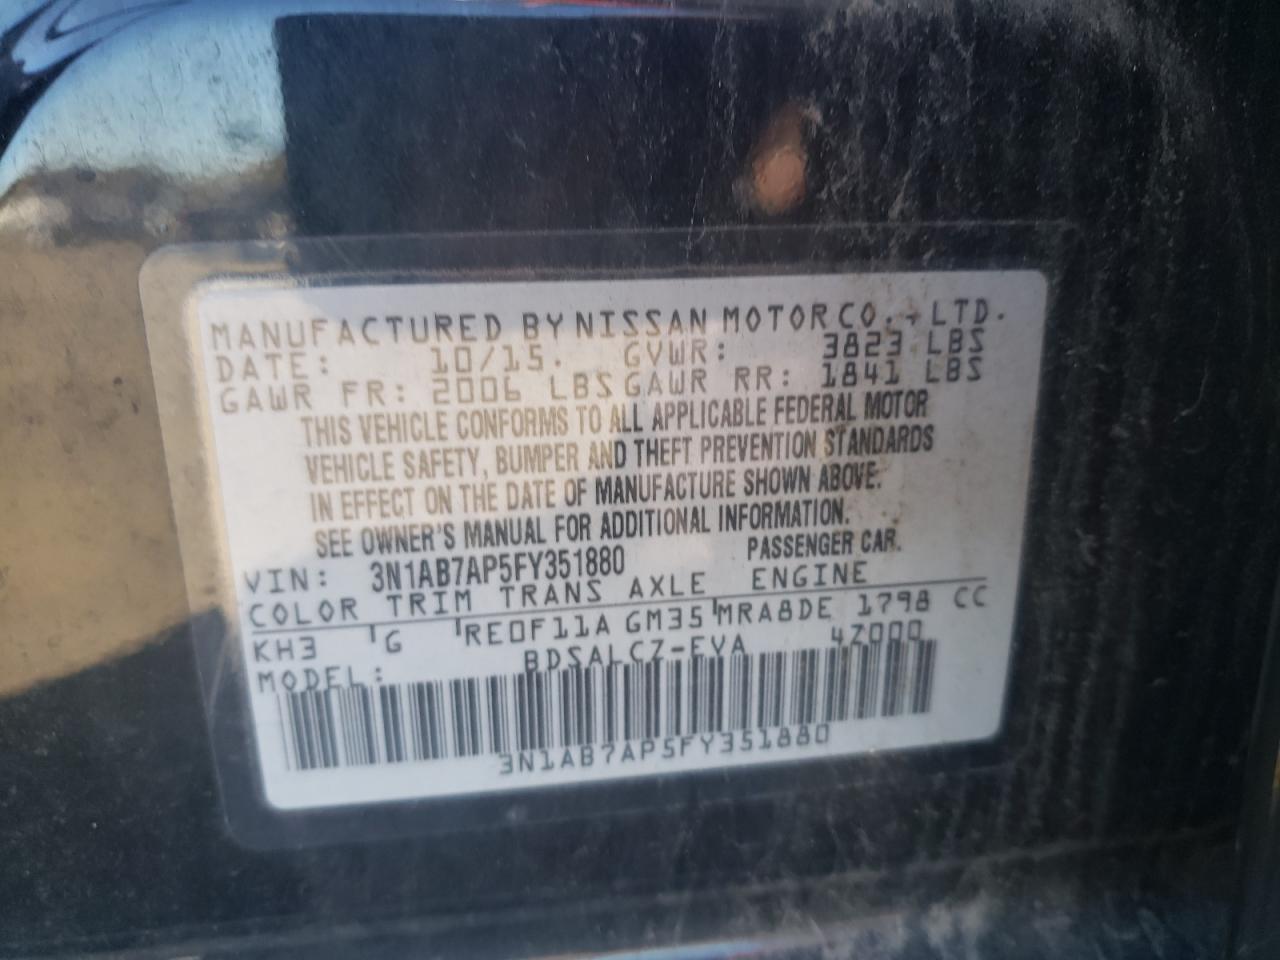 MANUFACTURED BY NISSAN MOTOR CO., LTD.
DATE: 10/15. GVWR: 3823 LBS
GAWR FR: 2006 LBS GAWR RR: 1841 LBS
THIS VEHICLE CONFORMS TO ALL APPLICABLE FEDERAL MOTOR
VEHICLE SAFETY, BUMPER AND THEFT PREVENTION STANDARDS
IN EFFECT ON THE DATE OF MANUFACTURE SHOWN ABOVE.
SEE OWNER'S MANUAL FOR ADDITIONAL INFORMATION.
VIN: 3N1AB7AP5FY351880 PASSENGER CAR.
COLOR TRIM TRANS AXLE ENGINE
KH3 G RE0F11A GM35 MRA8DE 1798 CC
MODEL: BDSALCZ-EVA 4Z000
3N1AB7AP5FY351880